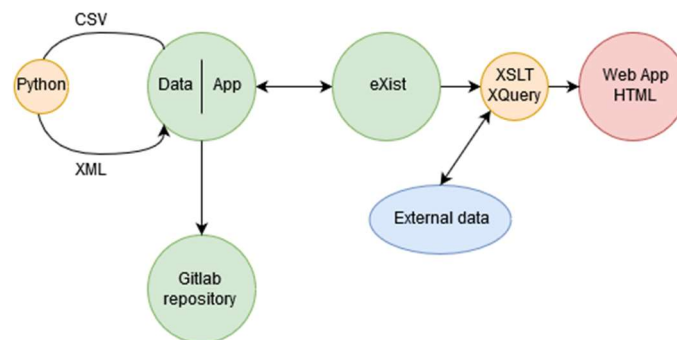 CSV
Python
XML
Data
App
Gitlab
repository
eXist
XSLT
XQuery
External data
Web App
HTML